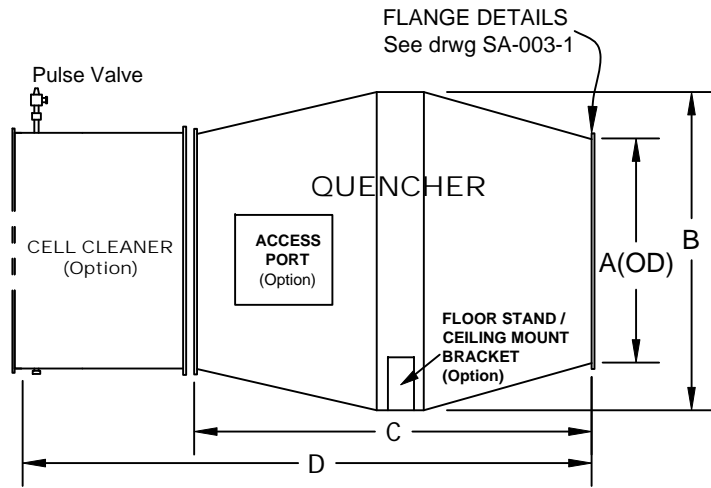 FLANGE DETAILS
See drwg SA-003-1
Pulse Valve
QUENCHER
CELL CLEANER
(Option)
ACCESS
PORT
(Option)
A(OD)
B
FLOOR STAND /
CEILING MOUNT
BRACKET
(Option)
C
D